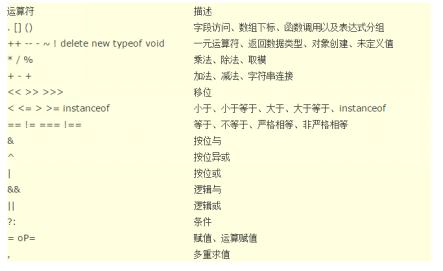 运算符 描述
. [] () 字段访问、数组下标、函数调用以及表达式分组
++ -- - ~ ! delete new typeof void 一元运算符、返回数据类型、对象创建、未定义值
* / % 乘法、除法、取模
+ - + 加法、减法、字符串连接
<< >> >>> 移位
< <= > >= instanceof 小于、小于等于、大于、大于等于、instanceof
== != === !== 等于、不等于、严格相等、非严格相等
& 按位与
^ 按位异或
| 按位或
&& 逻辑与
|| 逻辑或
?: 条件
= oP= 赋值、运算赋值
, 多重求值